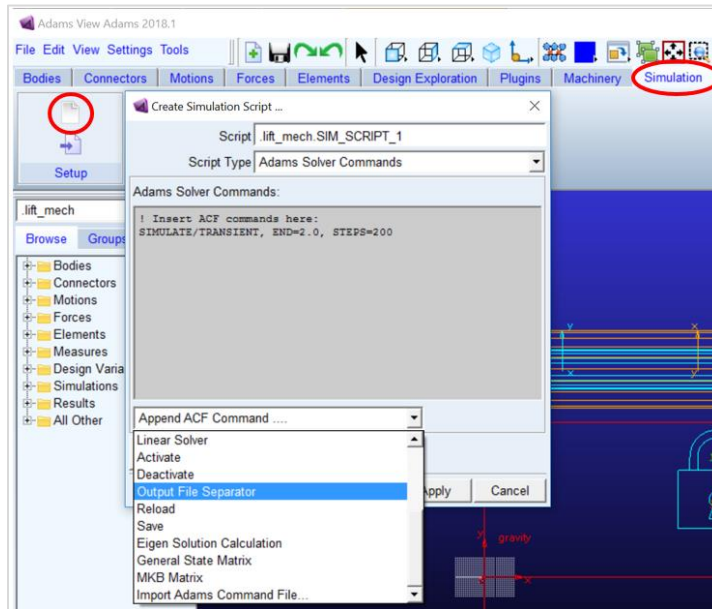 Adams View Adams 2018.1
File Edit View Settings Tools
Bodies Connectors Motions Forces Elements Design Exploration Plugins Machinery Simulation
Create Simulation Script ...
Script .lift_mech.SIM_SCRIPT_1
Script Type Adams Solver Commands
Setup
Adams Solver Commands:
! Insert ACF commands here:
SIMULATE/TRANSIENT, END=2.0, STEPS=200
.lift_mech
Browse Groups
Bodies
Connectors
Motions
Forces
Elements
Measures
Design Varia
Simulations
Results
All Other
Append ACF Command ....
Linear Solver
Activate
Deactivate
Output File Separator
Reload
Save
Eigen Solution Calculation
General State Matrix
MKB Matrix
Import Adams Command File...
Apply Cancel
y x
x y
y gravity
x